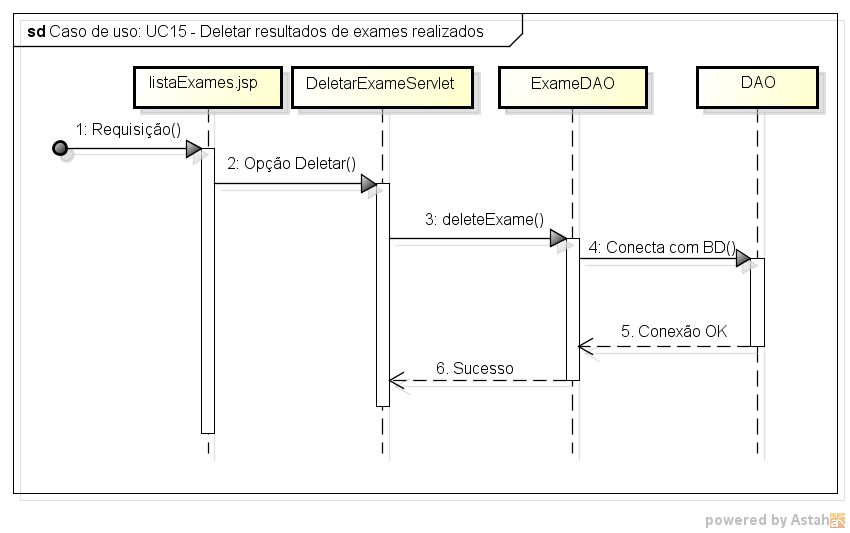 sd Caso de uso: UC15 - Deletar resultados de exames realizados
listaExames.jsp
DeletarExameServlet
ExameDAO
DAO
1: Requisição()
2: Opção Deletar()
3: deleteExame()
4: Conecta com BD()
5. Conexão OK
6. Sucesso
powered by Astah